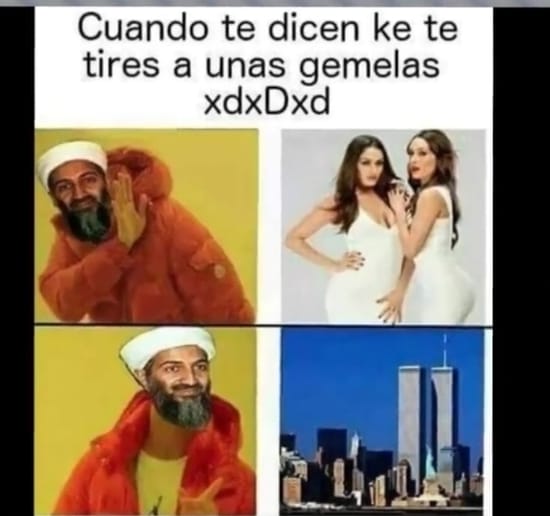 Cuando te dicen ke te
tires a unas gemelas
xdxDxd